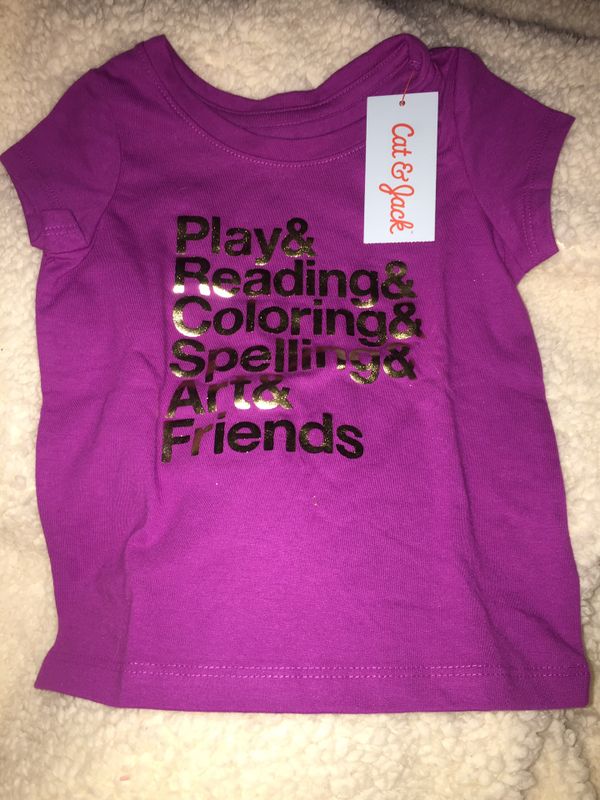 Cat & Jack
Play&
Reading&
Coloring&
Spelling&
Art&
Friends